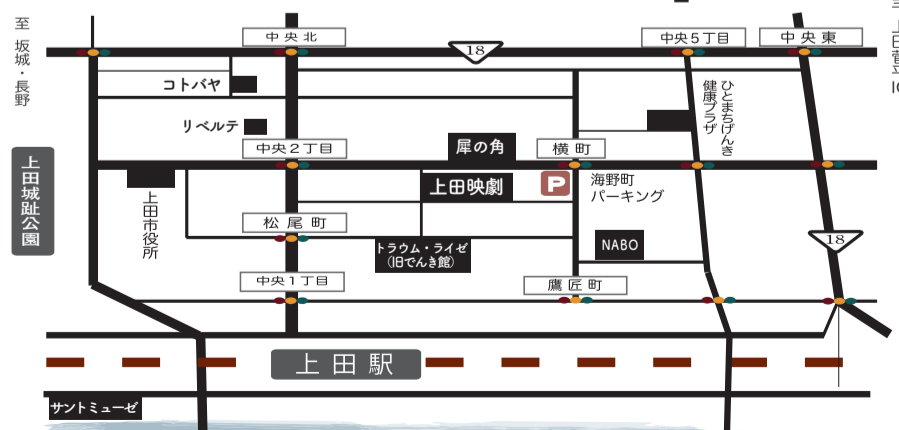 至 坂城・長野
中央北
18
中央5丁目
中央東
コトバヤ
リベルテ
ひとまちげんき
健康プラザ
上田城趾公園
中央2丁目
犀の角
横町
上田映劇
P
海野町
パーキング
上田市役所
松尾町
トラウム・ライゼ
(旧でんき館)
NABO
18
中央1丁目
鷹匠町
上田駅
サントミューゼ